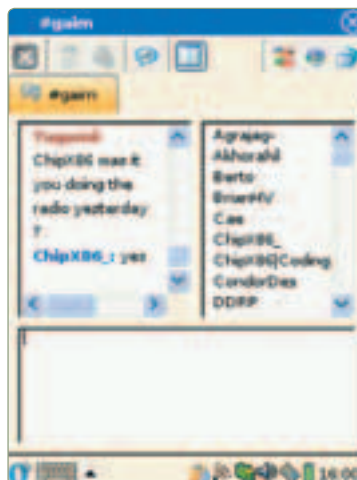 #gaim
#gaim
ChipX86 was it
you doing the
radio yesterday
?
ChipX86_: yes
Agrajag-
Akhorahil
Berto
BrianHV
Cae
ChipX86_
ChipX86|Coding
CondorDes
DDRP
16:00